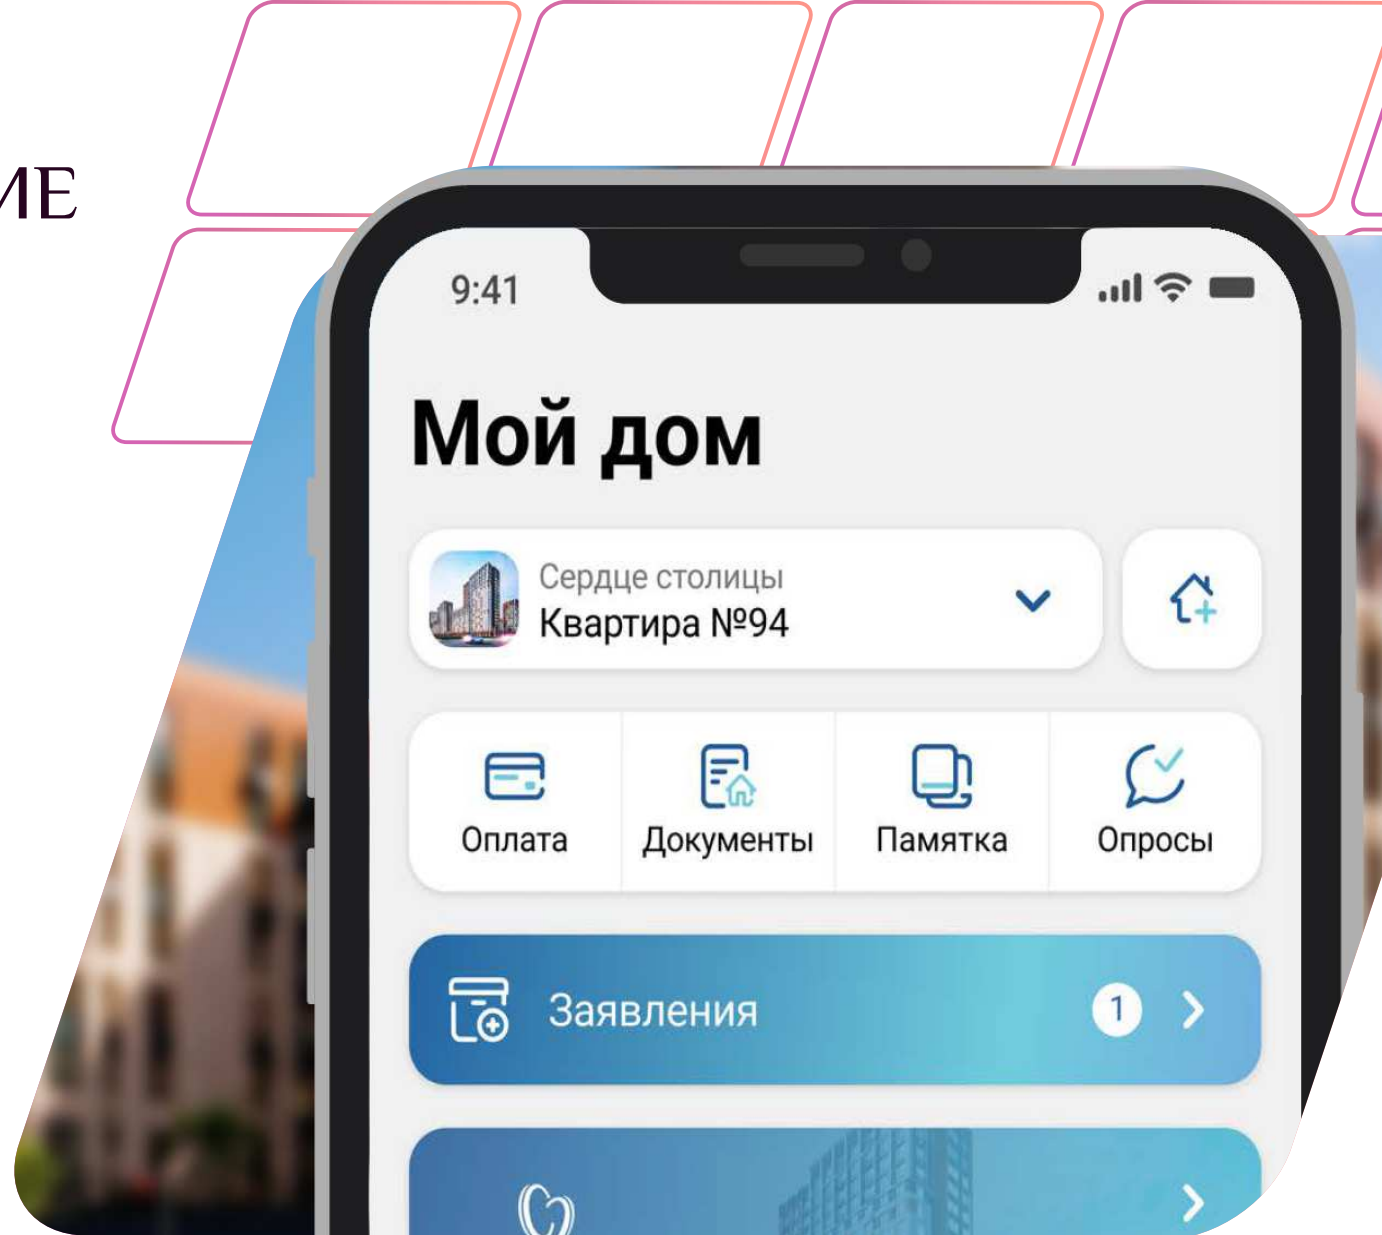 ИЕ
9:41
Мой дом
Сердце столицы
Квартира №94
Оплата
Документы
Памятка
Опросы
Заявления
1